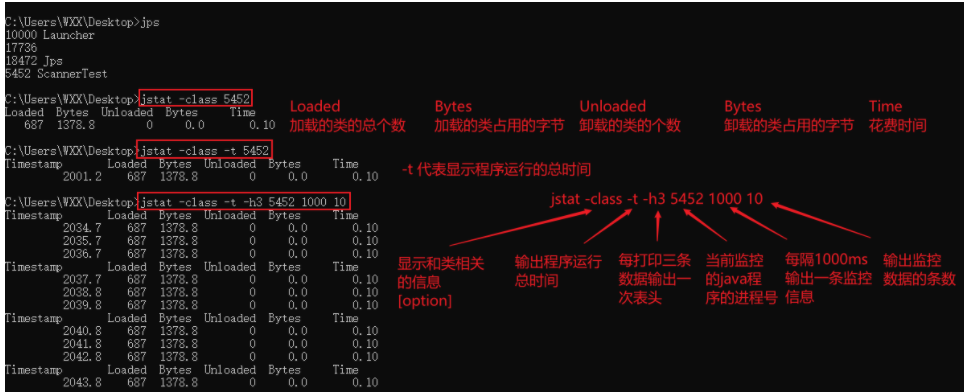 C:\Users\WXX\Desktop>jps
10000 Launcher
17736
18472 Jps
5452 ScannerTest
C:\Users\WXX\Desktop>jstat -class 5452
Loaded  Bytes  Unloaded  Bytes     Time
687  1378.8        0     0.0       0.10
Loaded Bytes Unloaded Bytes Time
加载的类的总个数 加载的类占用的字节 卸载的类的个数 卸载的类占用的字节 花费时间
C:\Users\WXX\Desktop>jstat -class -t 5452
Timestamp       Loaded  Bytes  Unloaded  Bytes     Time
2001.2    687  1378.8        0     0.0       0.10
-t 代表显示程序运行的总时间
C:\Users\WXX\Desktop>jstat -class -t -h3 5452 1000 10
Timestamp       Loaded  Bytes  Unloaded  Bytes     Time
2034.7    687  1378.8        0     0.0       0.10
2035.7    687  1378.8        0     0.0       0.10
2036.7    687  1378.8        0     0.0       0.10
Timestamp       Loaded  Bytes  Unloaded  Bytes     Time
2037.7    687  1378.8        0     0.0       0.10
2038.8    687  1378.8        0     0.0       0.10
2039.8    687  1378.8        0     0.0       0.10
Timestamp       Loaded  Bytes  Unloaded  Bytes     Time
2040.8    687  1378.8        0     0.0       0.10
2041.8    687  1378.8        0     0.0       0.10
2042.8    687  1378.8        0     0.0       0.10
Timestamp       Loaded  Bytes  Unloaded  Bytes     Time
2043.8    687  1378.8        0     0.0       0.10
jstat -class -t -h3 5452 1000 10
显示和类相关
的信息
[option]
输出程序运行
总时间
每打印三条
数据输出一
次表头
当前监控
的java程
序的进程号
每隔1000ms
输出一条监控
信息
输出监控
数据的条数